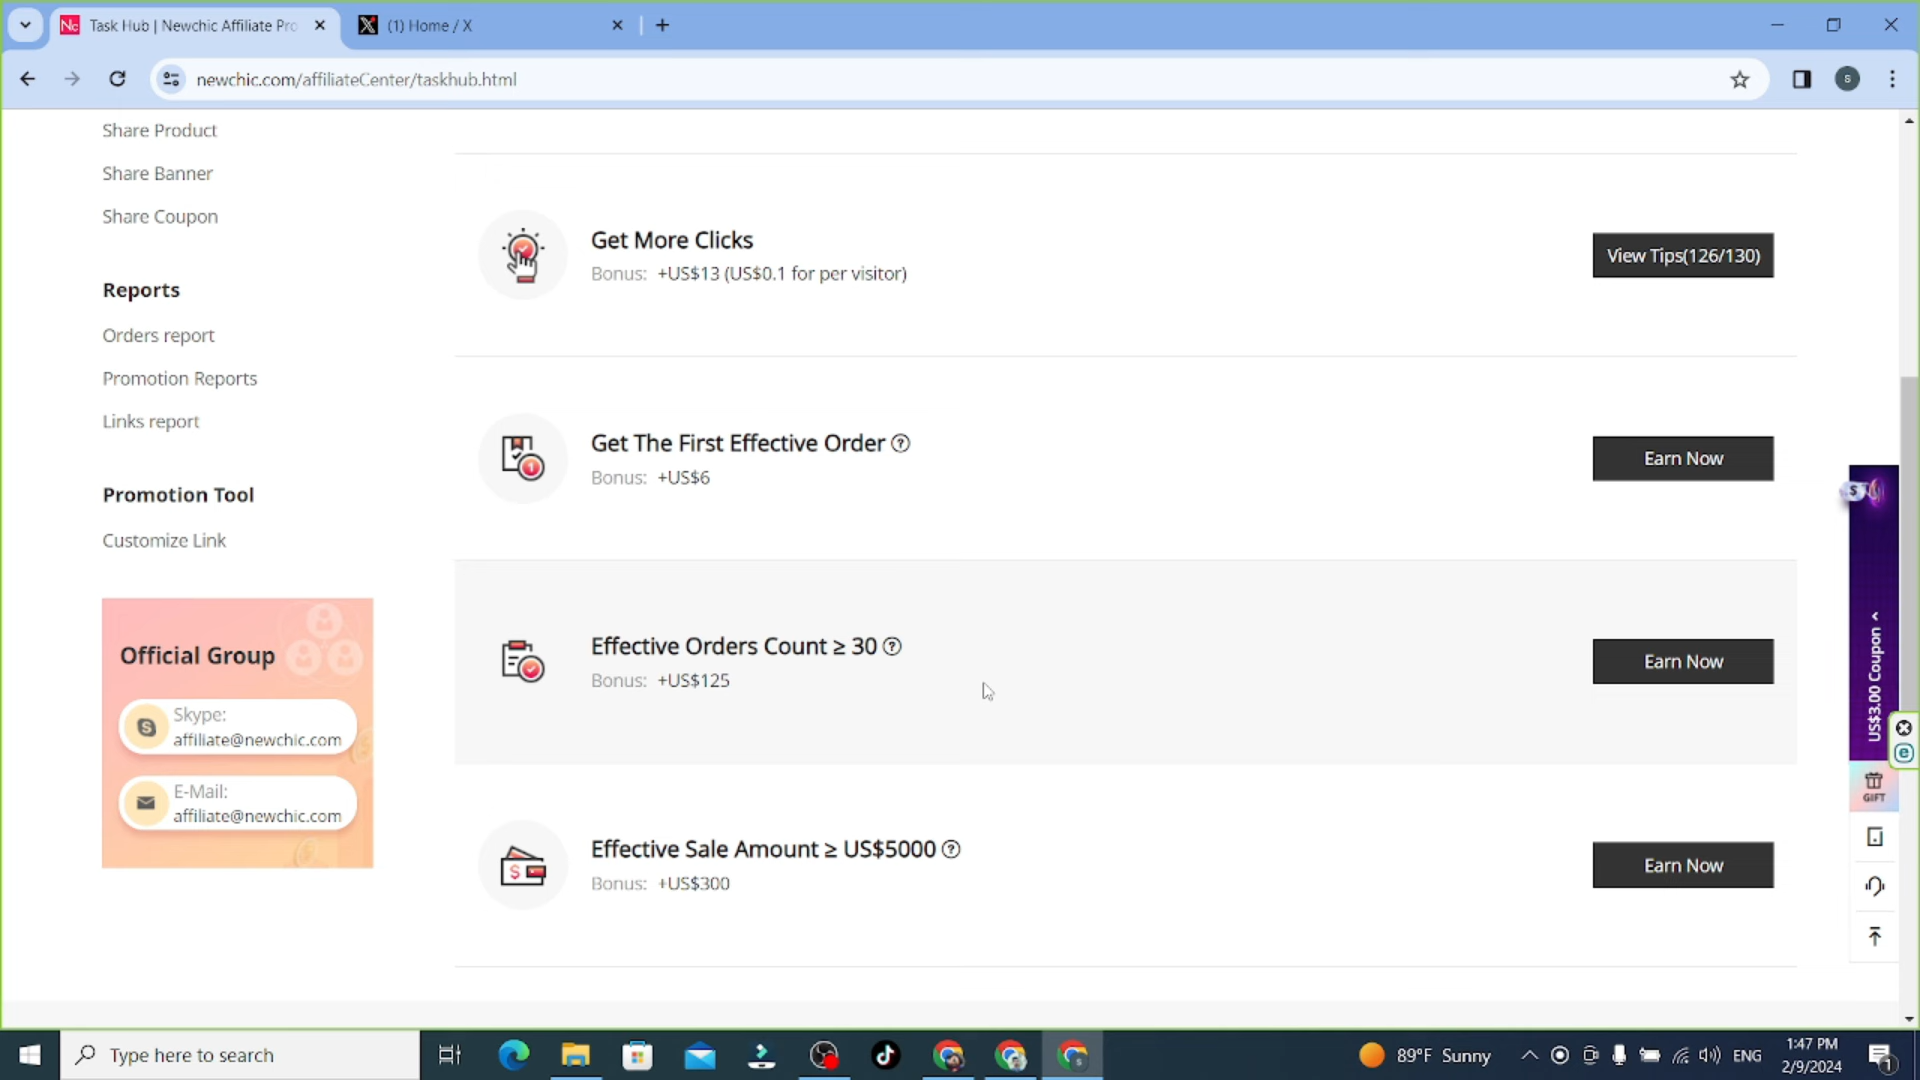 Task Hub | Newchic Affiliate Pro
(1) Home / X
newchic.com/affiliateCenter/taskhub.html
S
Share Product
Share Banner
Share Coupon
Reports
Orders report
Promotion Reports
Links report
Promotion Tool
Customize Link
Official Group
Skype:
affiliate@newchic.com
E-Mail:
affiliate@newchic.com
Get More Clicks
Bonus: +US$13 (US$0.1 for per visitor)
View Tips(126/130)
Get The First Effective Order
Bonus: +US$6
Earn Now
Effective Orders Count ≥ 30
Bonus: +US$125
Earn Now
Effective Sale Amount ≥ US$5000
Bonus: +US$300
Earn Now
US$3.00 Coupon
GIFT
Type here to search
89°F Sunny
ENG
1:47 PM
2/9/2024
1